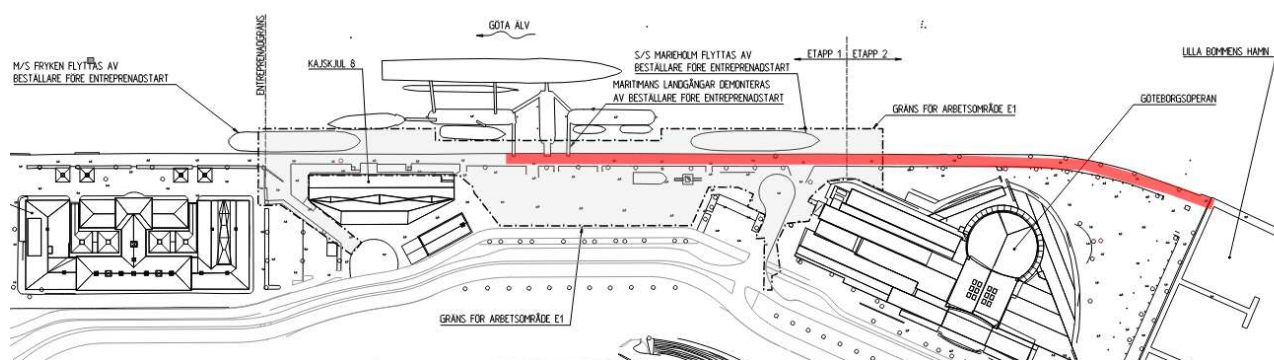 GÖTA ÄLV
ENTREPRENADGRÄNS
M/S FRYKEN FLYTTAS AV
BESTÄLLARE FÖRE ENTREPRENADSTART
KAJSKJUL 8
S/S MAREHOLM FLYTTAS AV
BESTÄLLARE FÖRE ENTREPRENADSTART
MARITIMANS LANDGÅNGAR DEMONTERAS
AV BESTÄLLARE FÖRE ENTREPRENADSTART
ETAPP 1 ETAPP 2
LILLA BOMMENS HAMN
GÖTEBORGSOPERAN
GRÄNS FÖR ARBETSOMRÅDE E1
GRÄNS FÖR ARBETSOMRÅDE E1